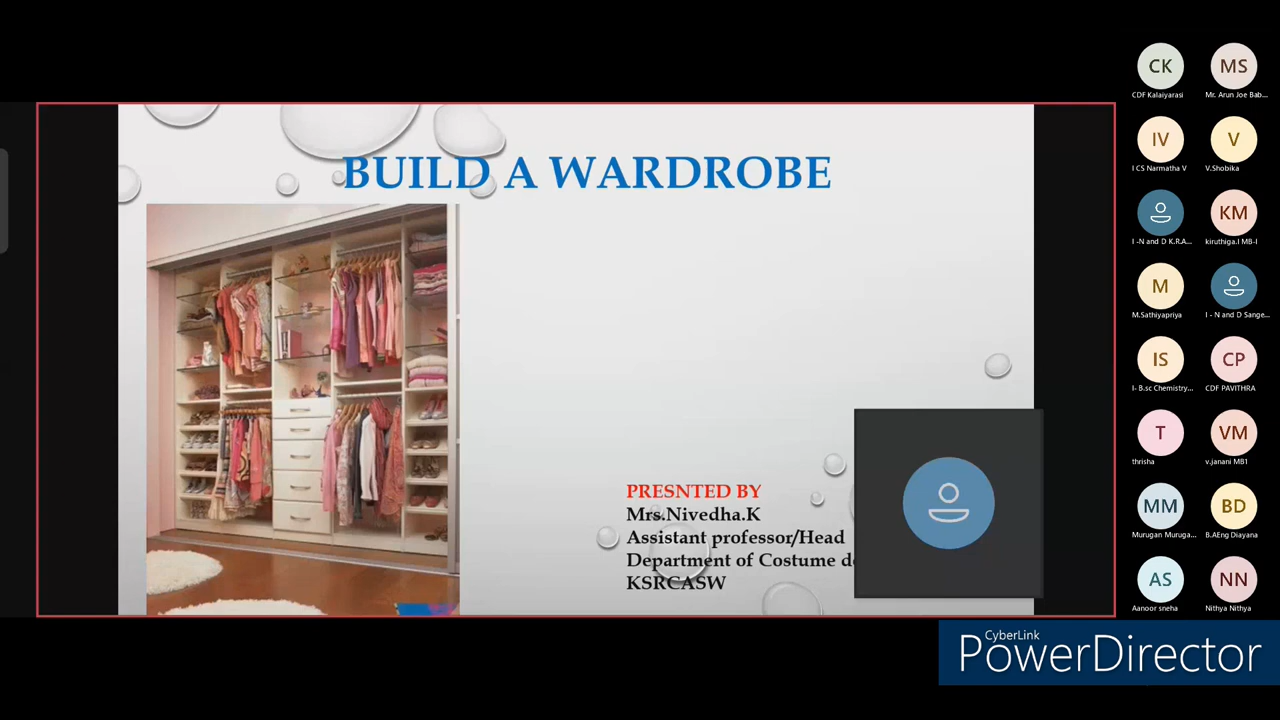 BUILD A WARDROBE
PRESNTED BY
Mrs.Nivedha.K
Assistant professor/Head
Department of Costume de
KSRCASW
CK
CDF Kalaiyarasi
MS
Mr. Arun Joe Bab...
IV
I CS Narmatha V
V
V.Shobika
I -N and D K.R.A...
KM
kiruthiga.I MB-I
M
M.Sathiyapriya
I - N and D Sange...
IS
I- B.sc Chemistry...
CP
CDF PAVITHRA
T
thrisha
VM
v.janani MB1
MM
Murugan Muruga...
BD
B.AEng Diayana
AS
Aanoor sneha
NN
Nithya Nithya
CyberLink
PowerDirector